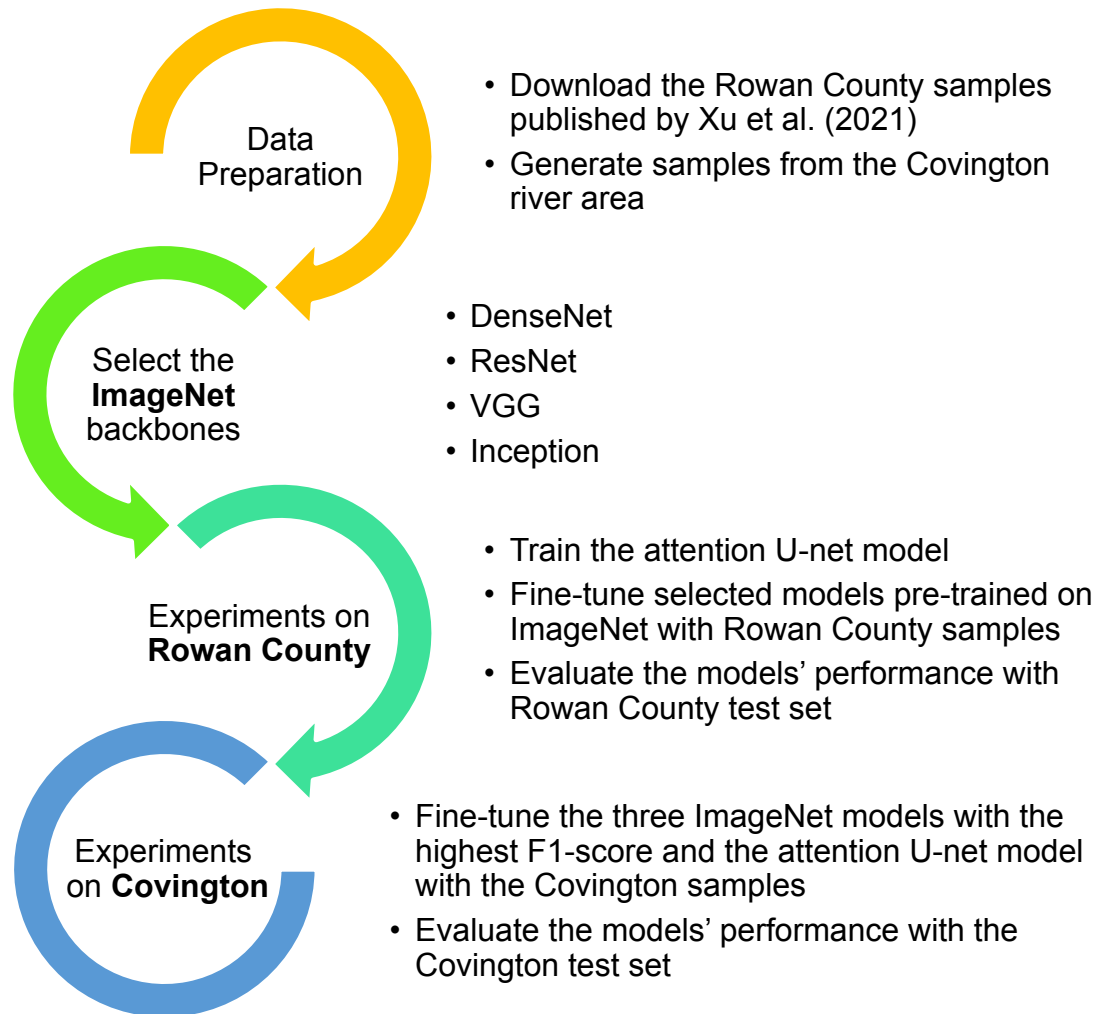 Data
Preparation
• Download the Rowan County samples
published by Xu et al. (2021)
• Generate samples from the Covington
river area
Select the
ImageNet
backbones
• DenseNet
• ResNet
• VGG
• Inception
Experiments on
Rowan County
• Train the attention U-net model
• Fine-tune selected models pre-trained on
ImageNet with Rowan County samples
• Evaluate the models’ performance with
Rowan County test set
Experiments
on Covington
• Fine-tune the three ImageNet models with the
highest F1-score and the attention U-net model
with the Covington samples
• Evaluate the models’ performance with the
Covington test set